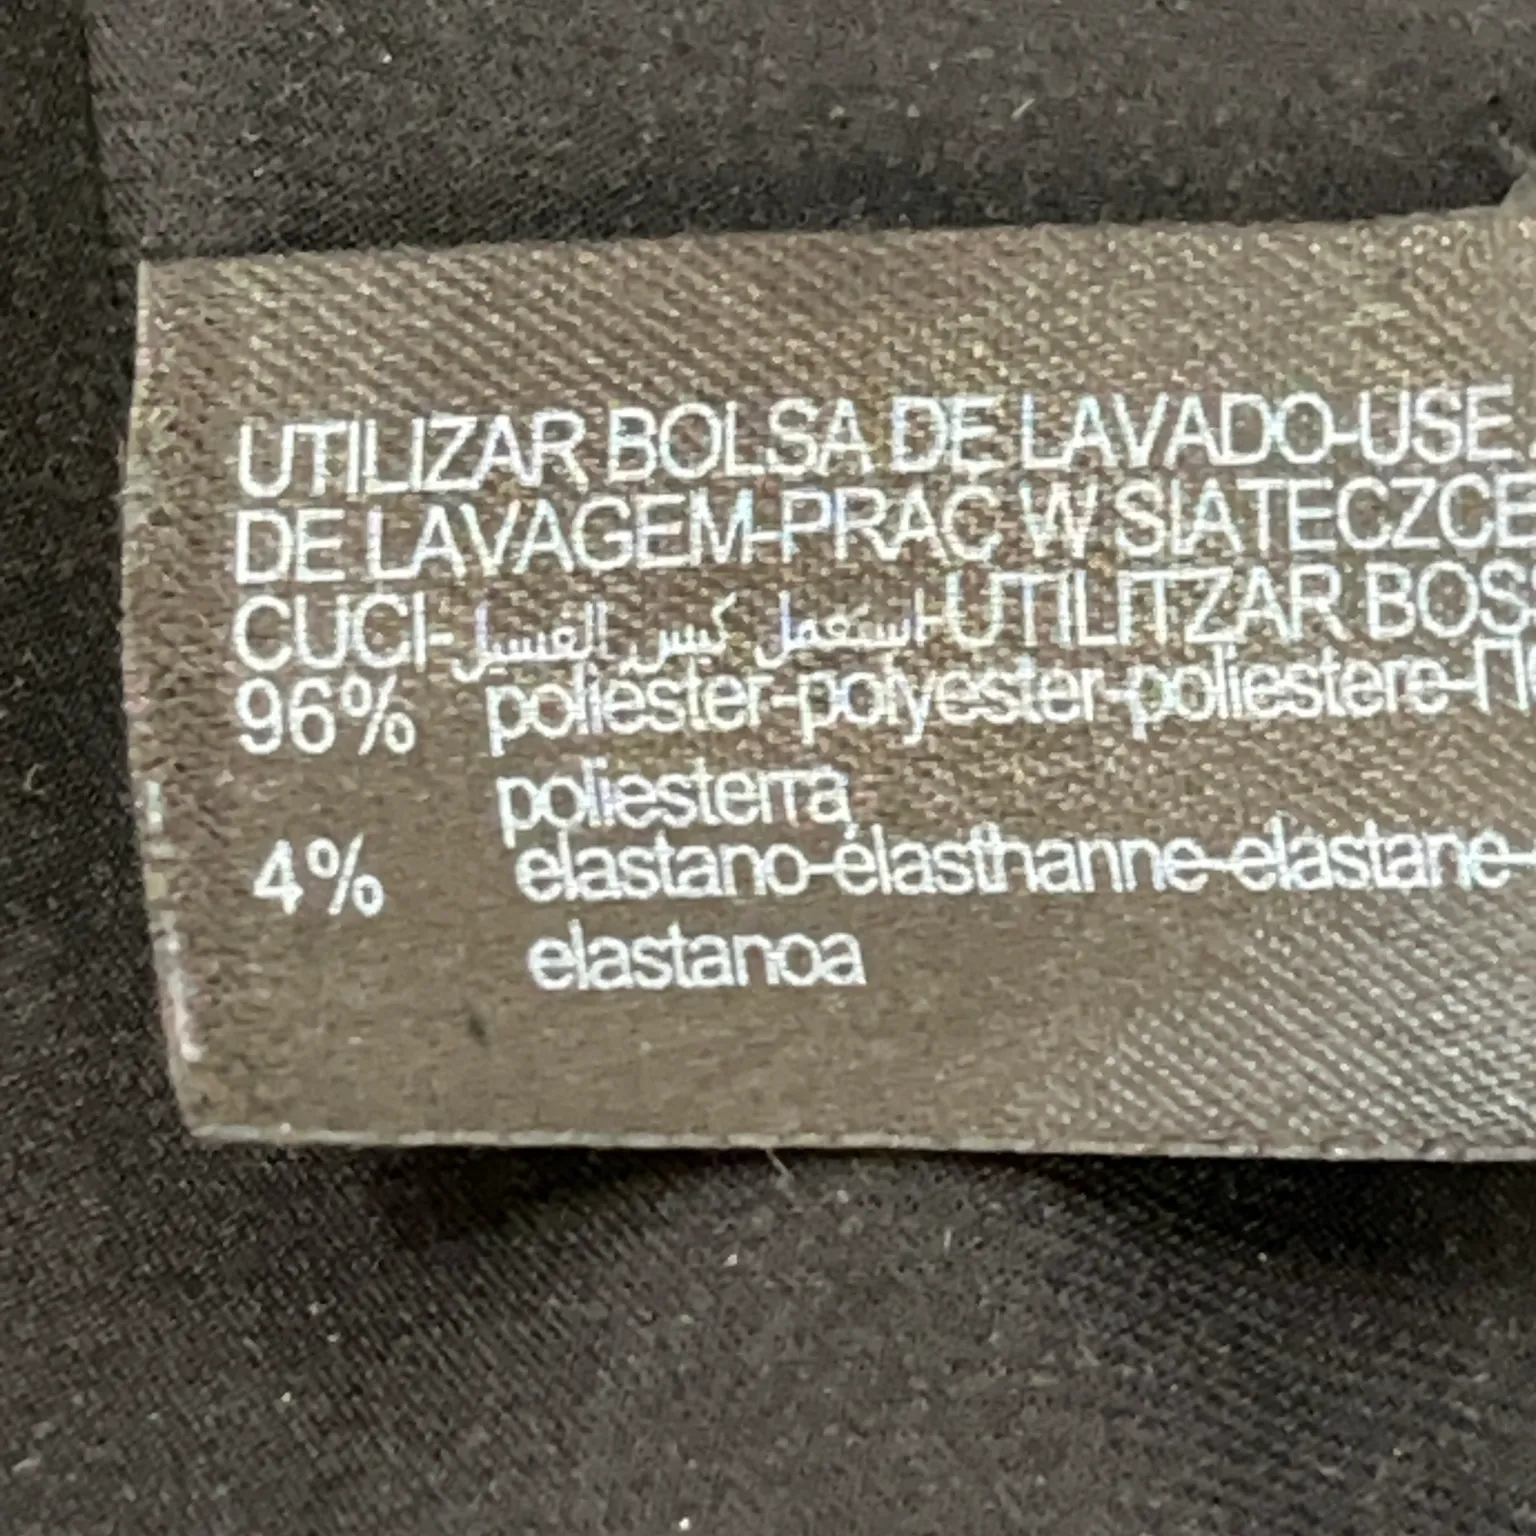 UTILIZAR BOLSA DE LAVADO-USE
DE LAVAGEM-PRAĆ W SIATECZCE
CUCI-استعمل كيس الغسيل-UTILITZAR BOS
96% poliester-polyester-poliestere-
poliesterra
4% elastano-élasthanne-elastane-
elastanoa